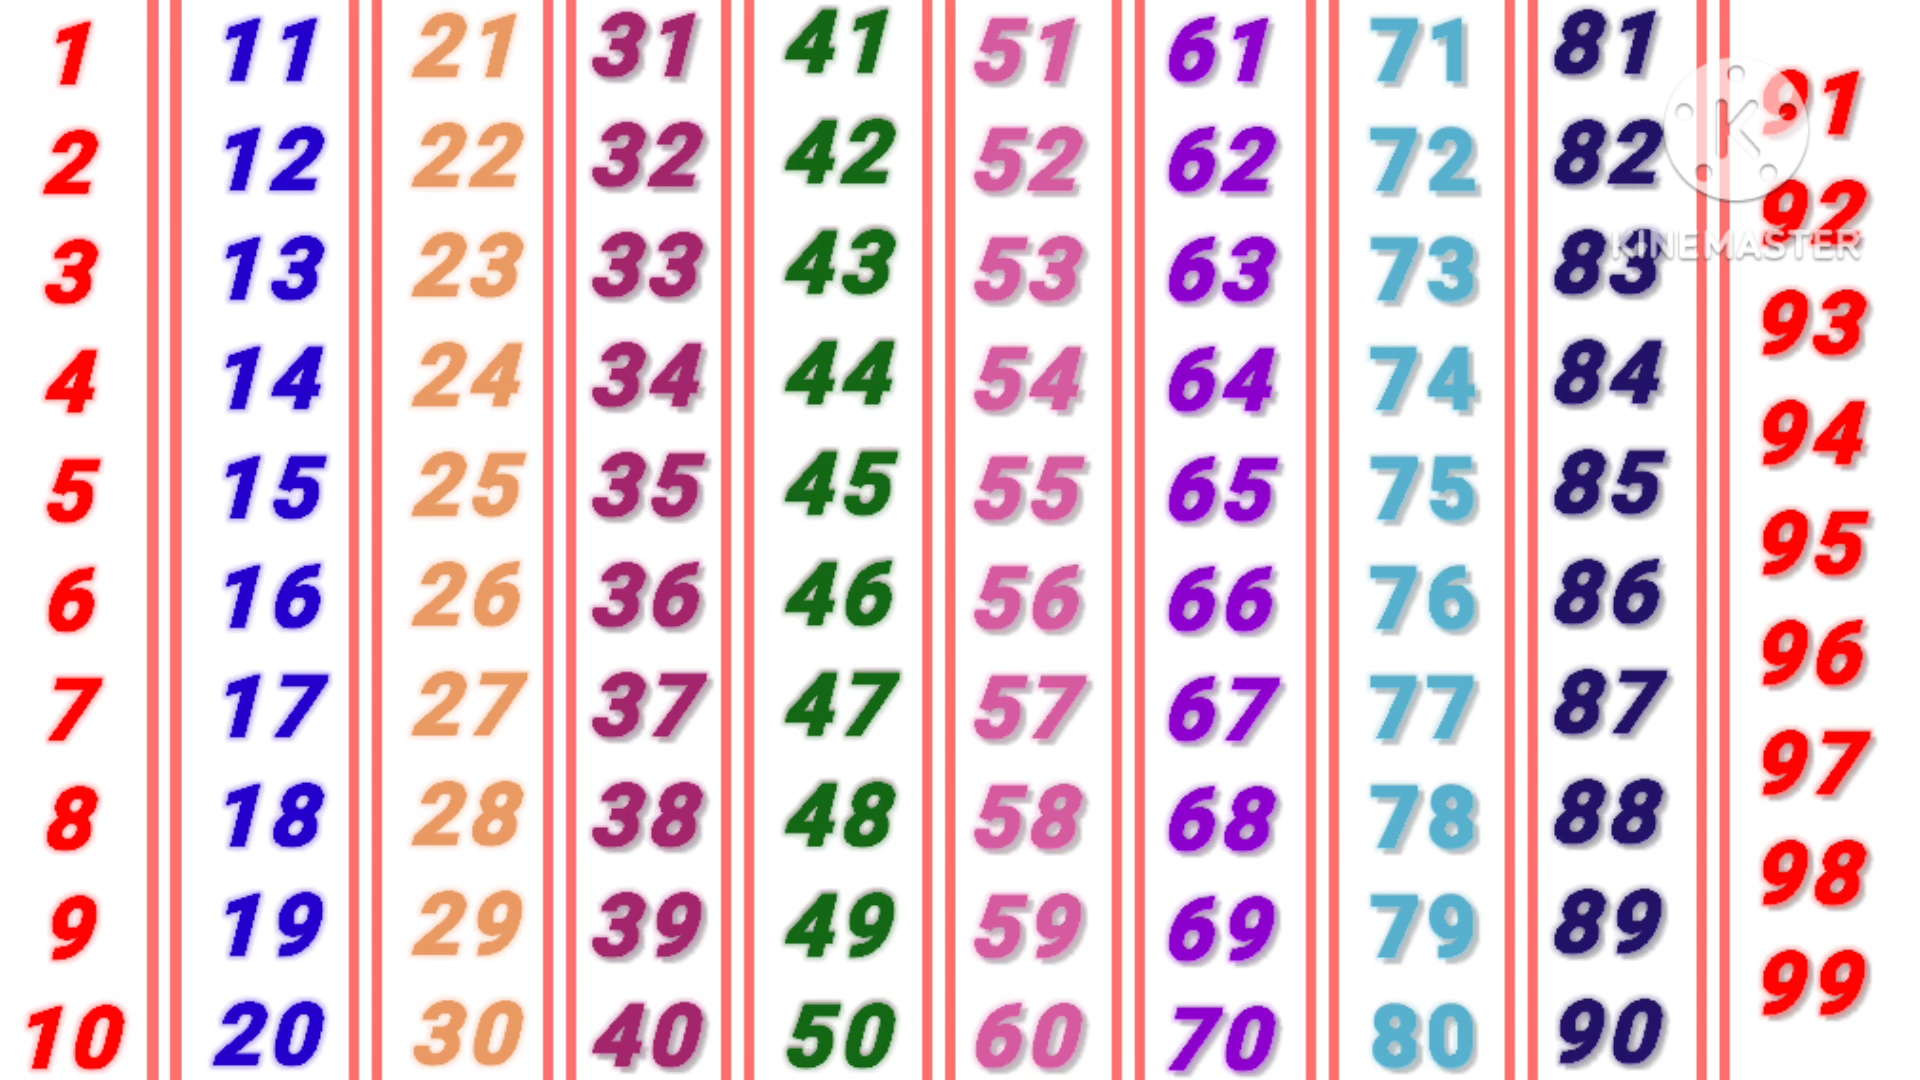 1 11 21 31 41 51 61 71 81 91
2 12 22 32 42 52 62 72 82 92
3 13 23 33 43 53 63 73 83 93
KINEMASTER
4 14 24 34 44 54 64 74 84 94
5 15 25 35 45 55 65 75 85 95
6 16 26 36 46 56 66 76 86 96
7 17 27 37 47 57 67 77 87 97
8 18 28 38 48 58 68 78 88 98
9 19 29 39 49 59 69 79 89 99
10 20 30 40 50 60 70 80 90